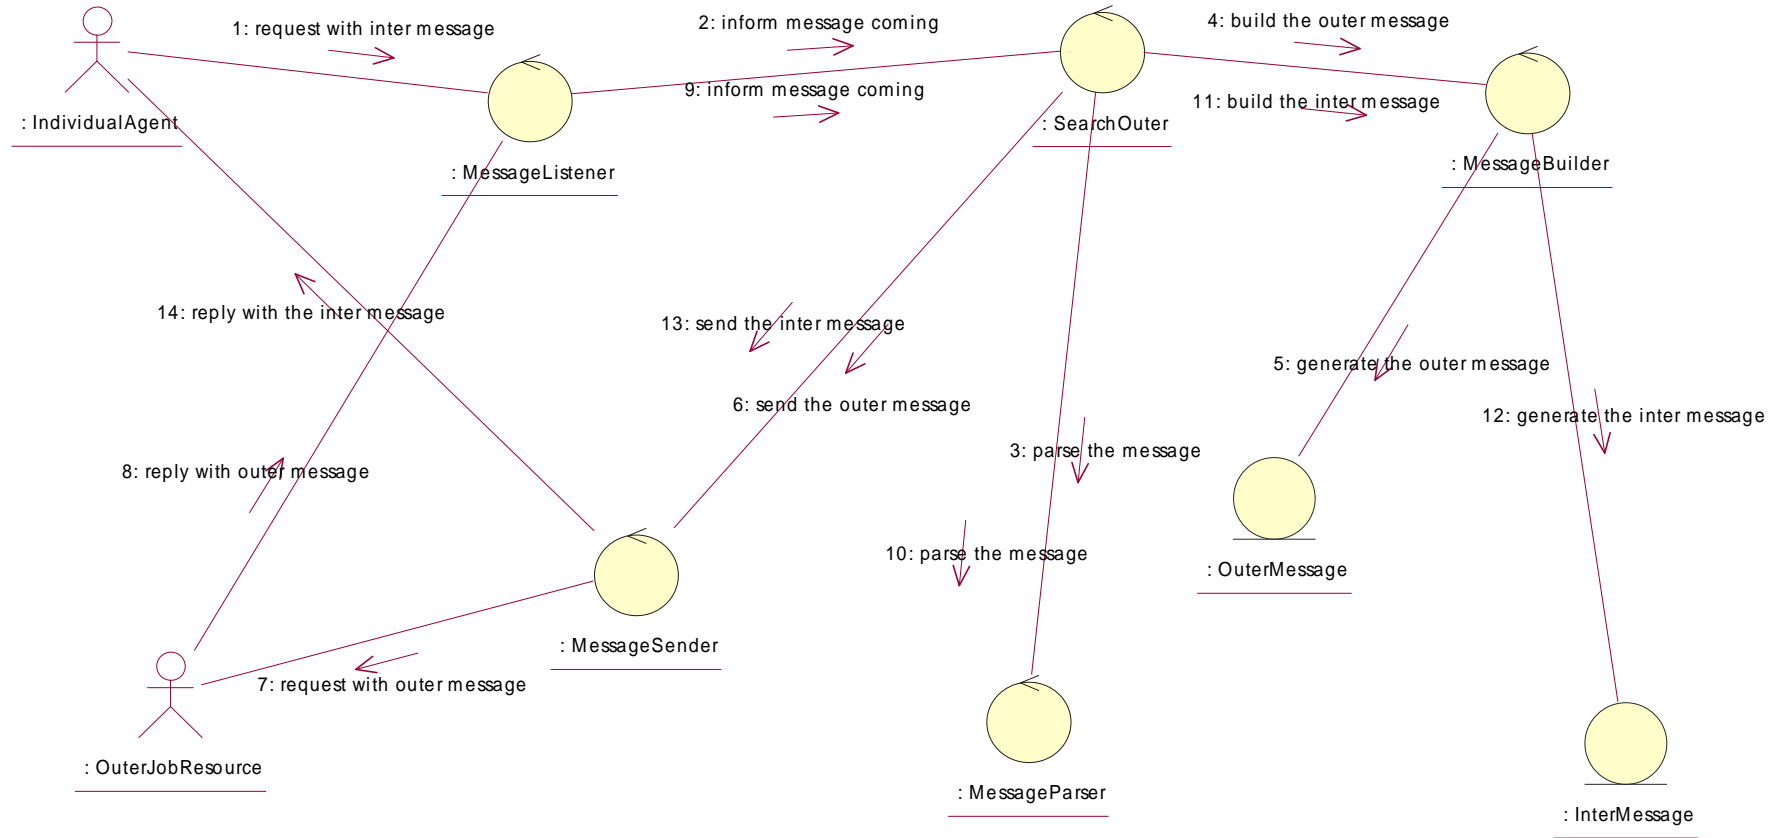 1: request with inter message
2: inform message coming
4: build the outer message
9: inform message coming
11: build the inter message
: IndividualAgent
: SearchOuter
: MessageListener
: MessageBuilder
14: reply with the inter message
13: send the inter message
5: generate the outer message
6: send the outer message
12: generate the inter message
3: parse the message
8: reply with outer message
10: parse the message
: OuterMessage
: MessageSender
7: request with outer message
: OuterJobResource
: MessageParser
: InterMessage